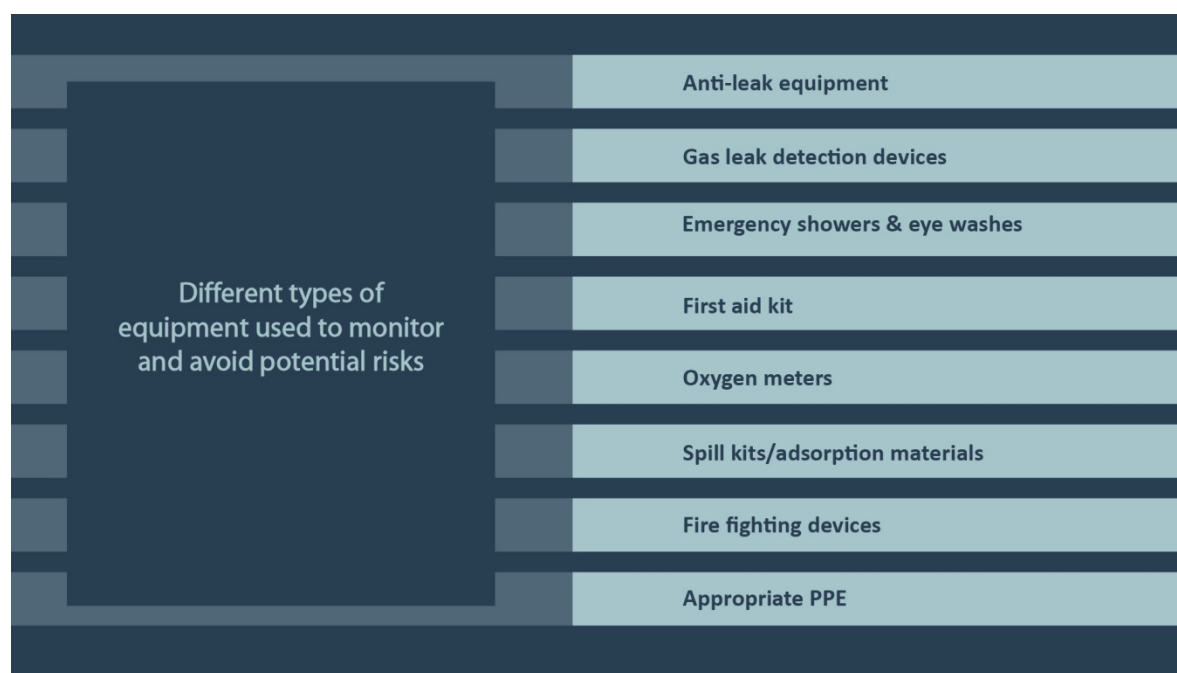 Different types of
equipment used to monitor
and avoid potential risks
Anti-leak equipment
Gas leak detection devices
Emergency showers & eye washes
First aid kit
Oxygen meters
Spill kits/adsorption materials
Fire fighting devices
Appropriate PPE